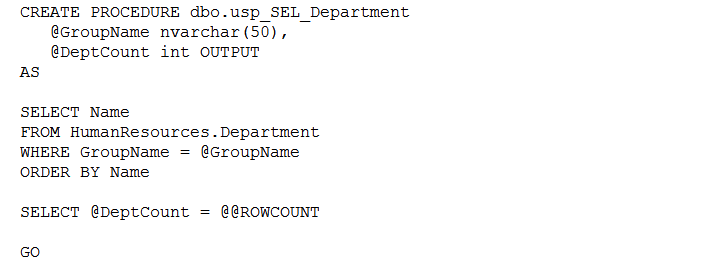 CREATE PROCEDURE dbo.usp_SEL_Department
@GroupName nvarchar(50),
@DeptCount int OUTPUT
AS
SELECT Name
FROM HumanResources.Department
WHERE GroupName = @GroupName
ORDER BY Name
SELECT @DeptCount = @@ROWCOUNT
GO